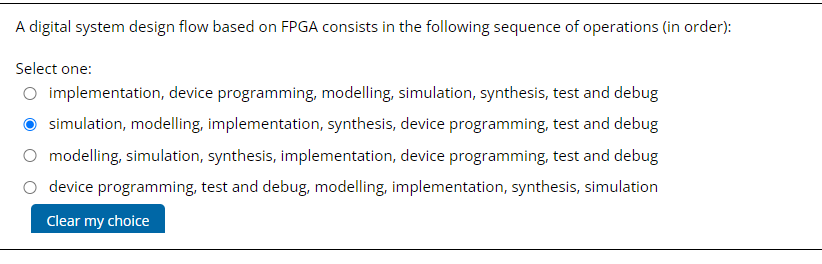 A digital system design flow based on FPGA consists in the following sequence of operations (in order):
Select one:
implementation, device programming, modelling, simulation, synthesis, test and debug
simulation, modelling, implementation, synthesis, device programming, test and debug
modelling, simulation, synthesis, implementation, device programming, test and debug
device programming, test and debug, modelling, implementation, synthesis, simulation
Clear my choice